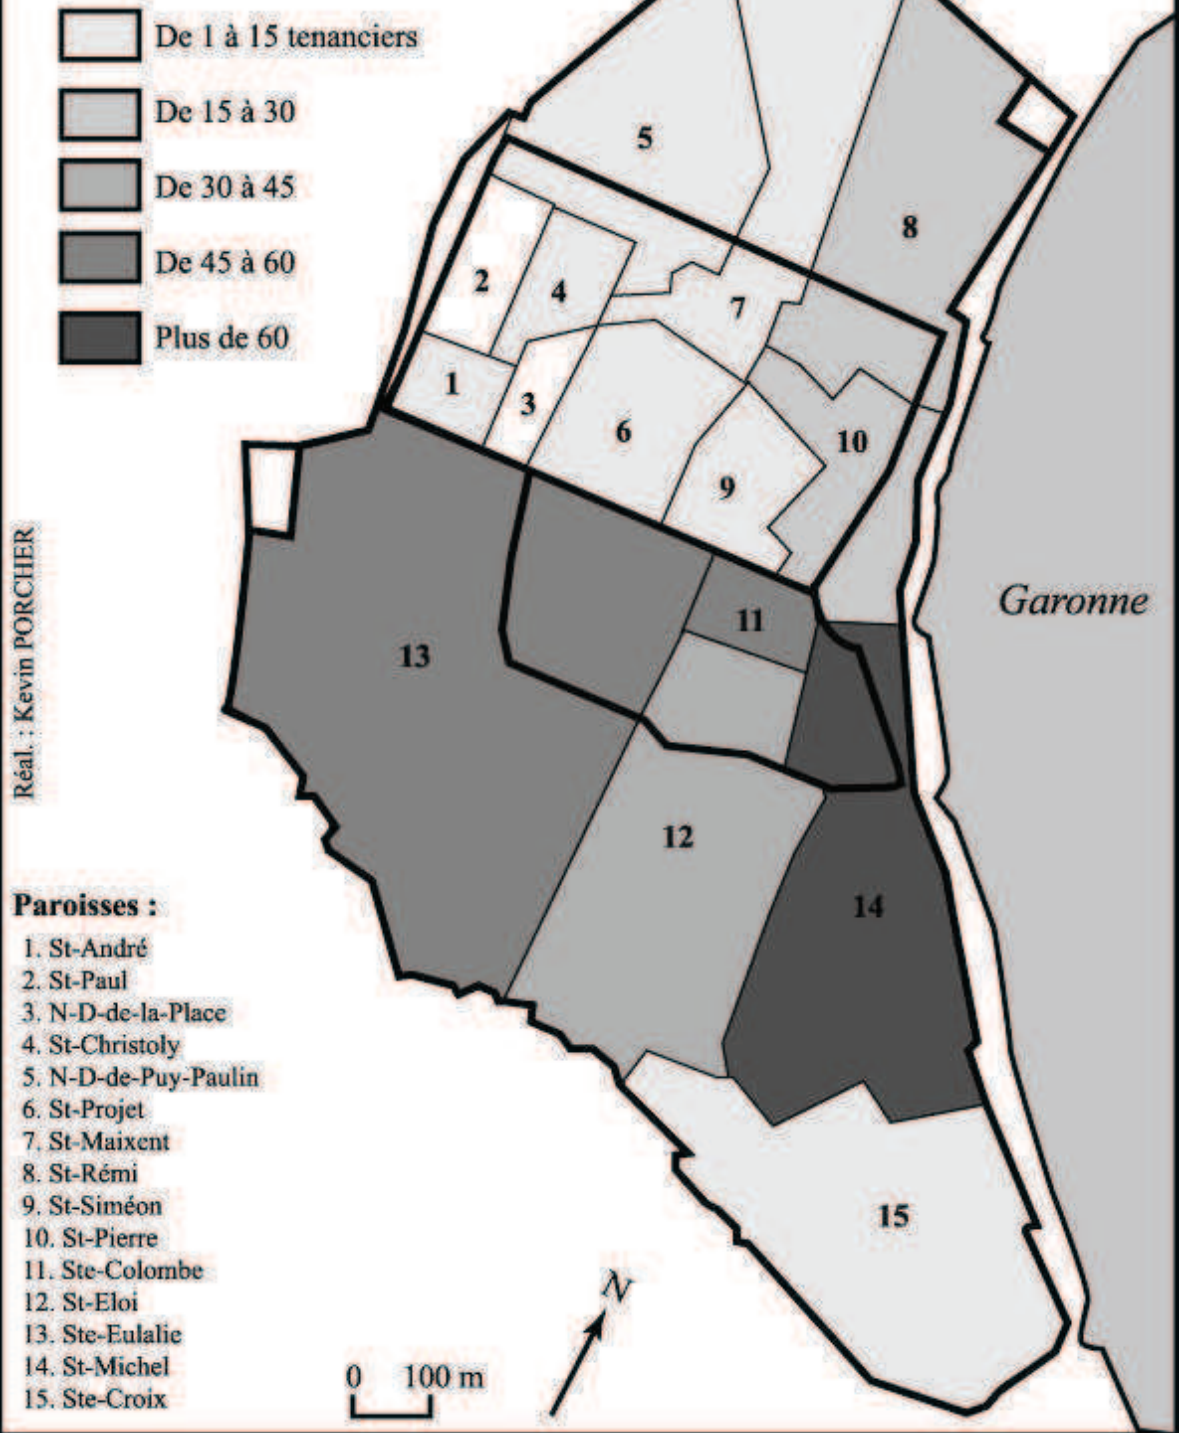 De 1 à 15 tenanciers
De 15 à 30
De 30 à 45
De 45 à 60
Plus de 60
5
8
2
4
7
1
3
6
10
9
11
13
12
14
15
Garonne
Réal. : Kevin PORCHER
Paroisses :
1. St-André
2. St-Paul
3. N-D-de-la-Place
4. St-Christoly
5. N-D-de-Puy-Paulin
6. St-Projet
7. St-Maixent
8. St-Rémi
9. St-Siméon
10. St-Pierre
11. Ste-Colombe
12. St-Eloi
13. Ste-Eulalie
14. St-Michel
15. Ste-Croix
N
0 100 m